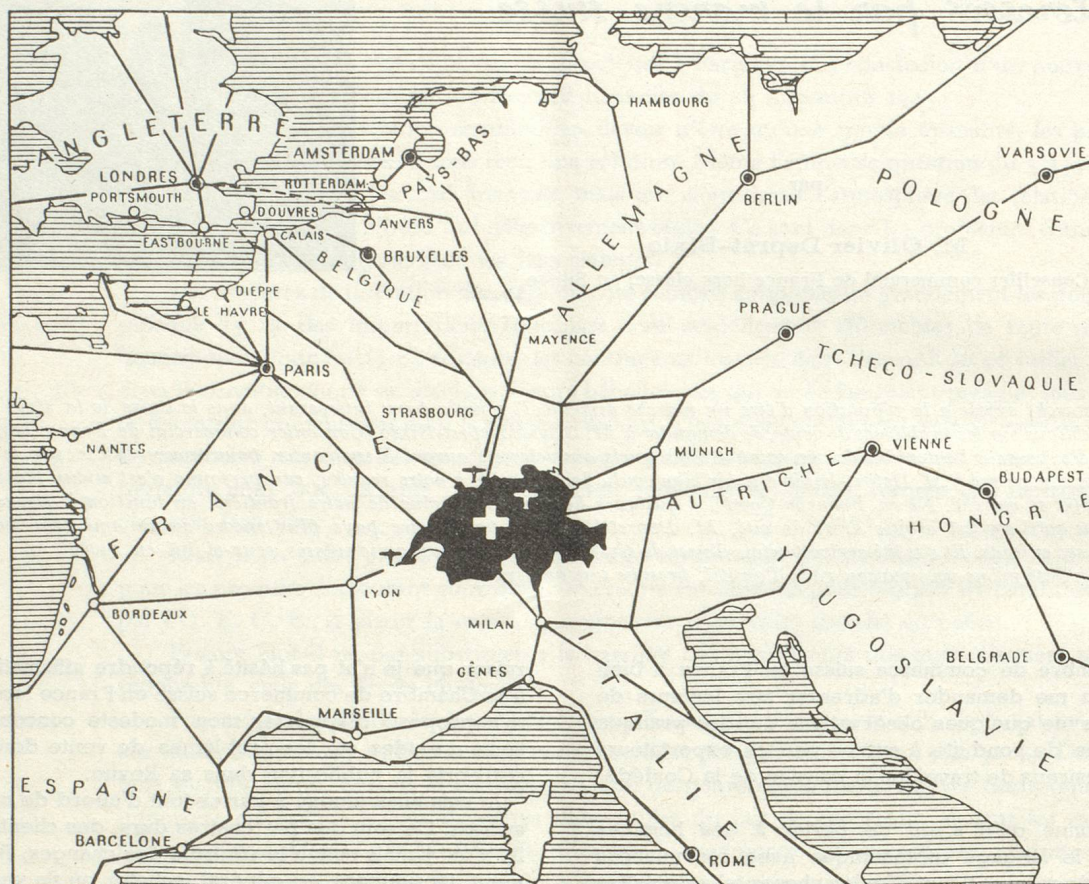 HAMBOURG
ANGLETERRE
AMSTERDAM
PAYS-BAS
ALLEMAGNE
VARSOVIE
LONDRES
ROTTERDAM
BERLIN
POLOGNE
PORTSMOUTH
DOUVRES
ANVERS
EASTBOURNE
CALAIS
BRUXELLES
BELGIQUE
DIEPPE
LE HAVRE
PRAGUE
MAYENCE
TCHECO-SLOVAQUIE
PARIS
STRASBOURG
NANTES
FRANCE
MUNICH
VIENNE
AUTRICHE
BUDAPEST
HONGRIE
LYON
BORDEAUX
MILAN
ITALIE
YOUGOSLAVIE
BELGRADE
GÊNES
MARSEILLE
ESPAGNE
BARCELONE
ROME